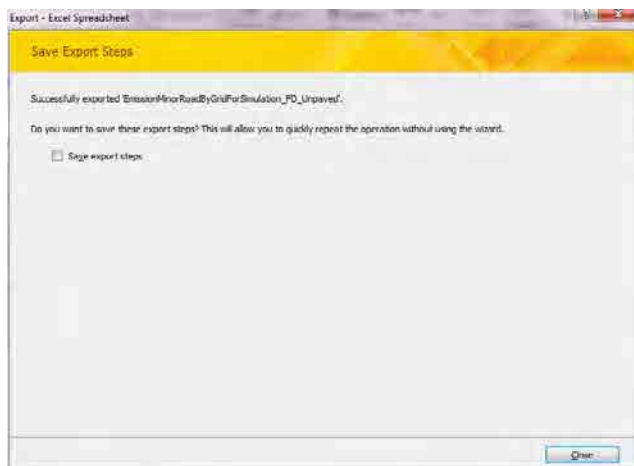 Export - Excel Spreadsheet
Save Export Steps
Successfully exported 'EmissionMinorRoadByGridForSimulation_FD_Unpaved'.
Do you want to save these export steps? This will allow you to quickly repeat the operation without using the wizard.
Save export steps
Close